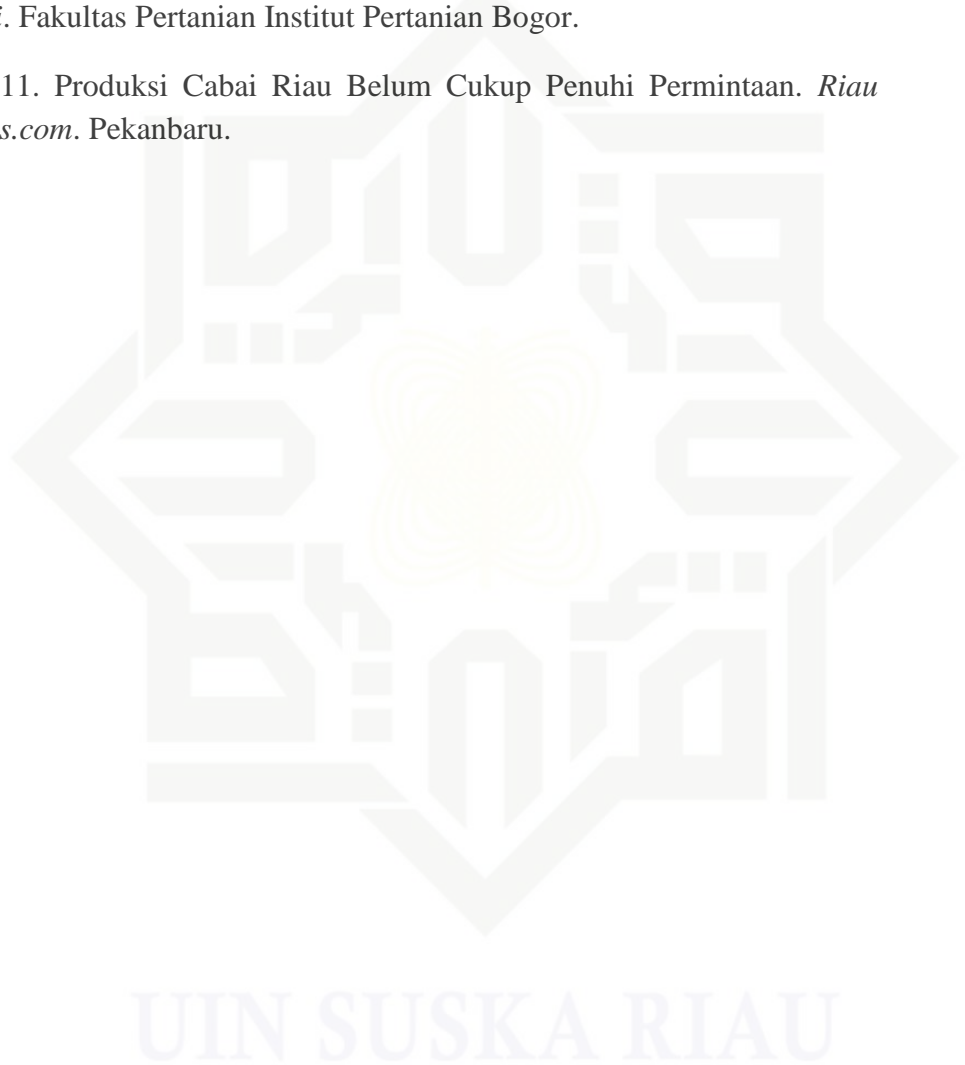 . Fakultas Pertanian Institut Pertanian Bogor.
11. Produksi Cabai Riau Belum Cukup Penuhi Permintaan. Riau
s.com. Pekanbaru.
UIN SUSKA RIAU